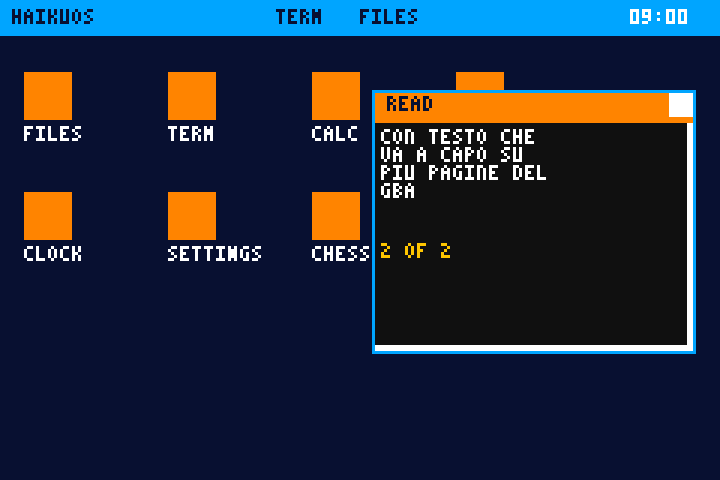 HAIKUOS TERM FILES 09:00
FILES TERM CALC
READ
CON TESTO CHE
VA A CAPO SU
PIU PAGINE DEL
GBA
2 OF 2
CLOCK SETTINGS CHESS